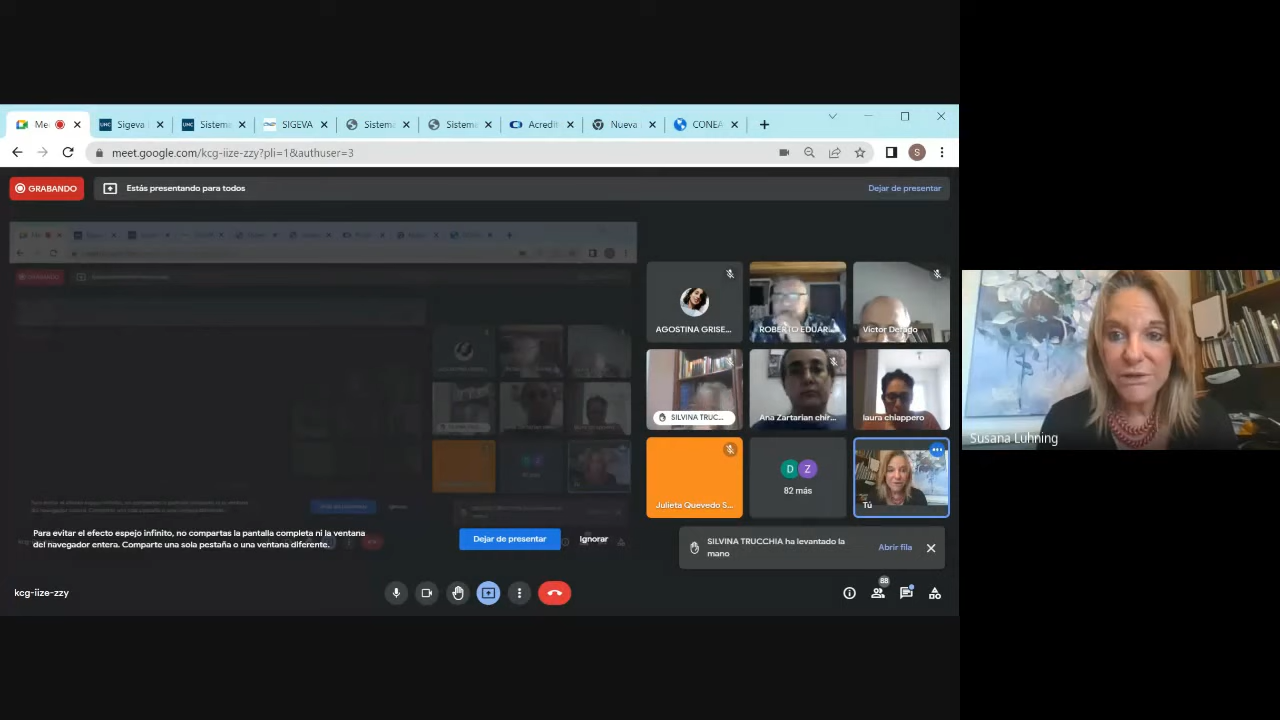 Me
Sigeva
Sistema
SIGEVA
Sistema
Sistema
Acredit
Nueva
CONEA
meet.google.com/kcg-iize-zzy?pli=1&authuser=3
S
GRABANDO
Estás presentando para todos
Dejar de presentar
AGOSTINA GRISE...
ROBERTO EDUAR...
Victor Derado
SILVINA TRUC...
Ana Zartarian chir...
laura chiappero
Susana Luhning
D Z
Julieta Quevedo S...
82 más
Tú
Para evitar el efecto espejo infinito, no compartas la pantalla completa ni la ventana
del navegador entera. Comparte una sola pestaña o una ventana diferente.
Dejar de presentar
Ignorar
SILVINA TRUCCHIA ha levantado la
mano
Abrir fila
kcg-iize-zzy
88